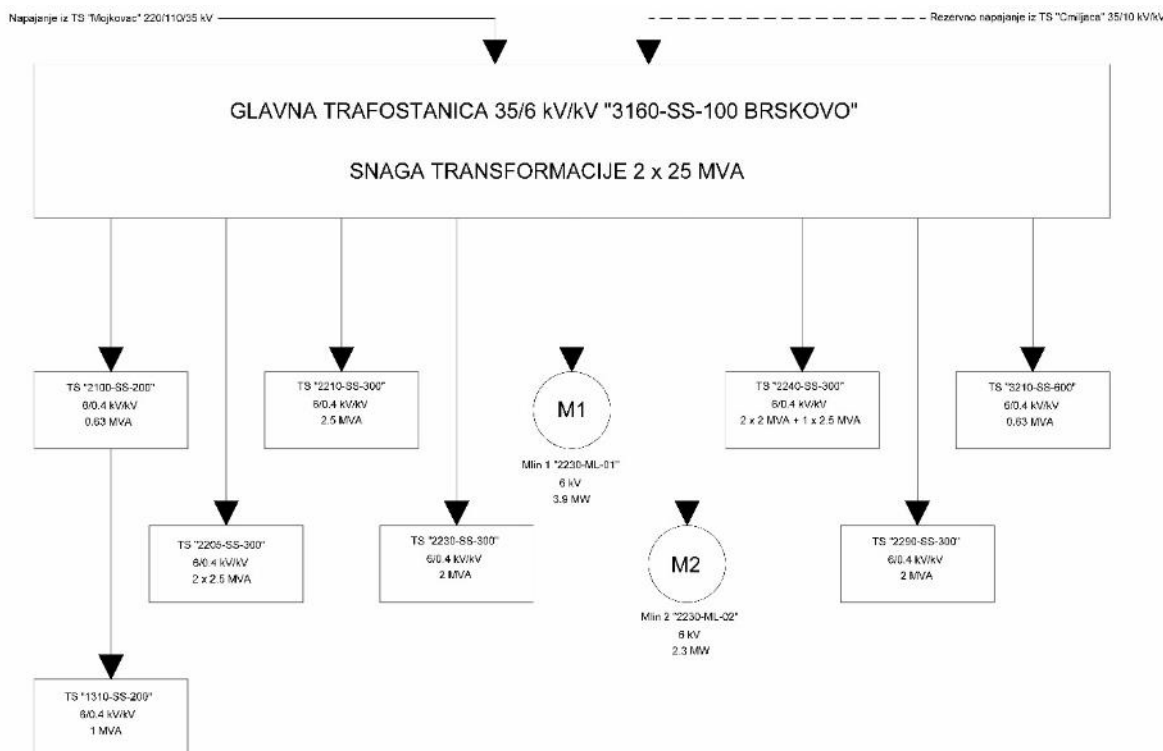 Napajanje iz TS "Mojkovac" 220/110/35 kV
Rezervno napajanje iz TS "Crniljaca" 35/10 kV/kV
GLAVNA TRAFOSTANICA 35/6 kV/kV "3160-SS-100 BRSKOVO"
SNAGA TRANSFORMACIJE 2 x 25 MVA
TS "2100-SS-200"
6/0.4 kV/kV
0.63 MVA
TS "2210-SS-300"
6/0.4 kV/kV
2.5 MVA
M1
Mlin 1 "2230-ML-01"
6 kV
3.9 MW
TS "2240-SS-300"
6/0.4 kV/kV
2 x 2 MVA + 1 x 2.5 MVA
TS "3210-SS-600"
6/0.4 kV/kV
0.63 MVA
TS "2205-SS-300"
6/0.4 kV/kV
2 x 2.5 MVA
TS "2230-SS-300"
6/0.4 kV/kV
2 MVA
M2
Mlin 2 "2230-ML-02"
6 kV
2.3 MW
TS "2290-SS-300"
6/0.4 kV/kV
2 MVA
TS "1310-SS-200"
6/0.4 kV/kV
1 MVA